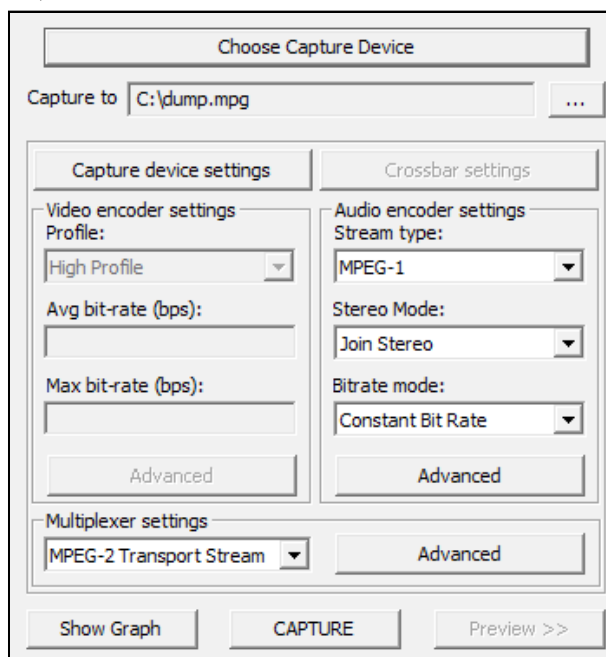 Choose Capture Device
Capture to C:\dump.mpg ...
Capture device settings Crossbar settings
Video encoder settings Audio encoder settings
Profile: Stream type:
High Profile MPEG-1
Avg bit-rate (bps): Stereo Mode:
Join Stereo
Max bit-rate (bps): Bitrate mode:
Constant Bit Rate
Advanced Advanced
Multiplexer settings
MPEG-2 Transport Stream Advanced
Show Graph CAPTURE Preview >>